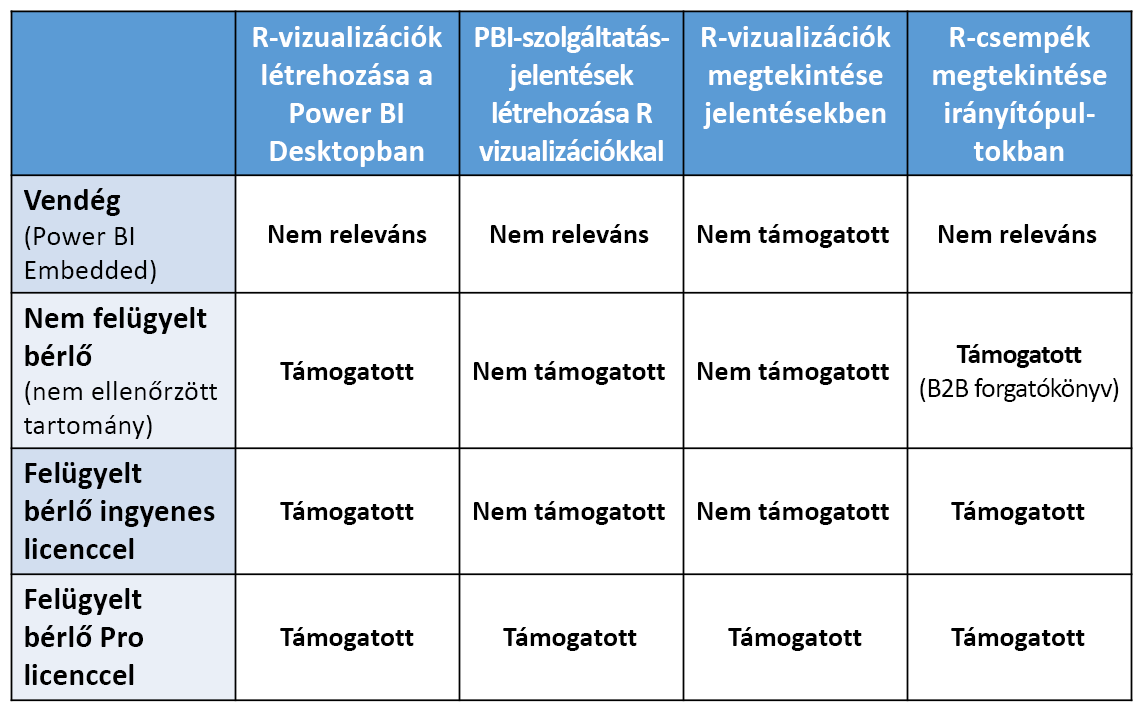 R-vizualizációk
létrehozása a
Power BI
Desktopban
PBI-szolgáltatás-
jelentések
létrehozása R
vizualizációkkal
R-vizualizációk
megtekintése
jelentésekben
R-csempék
megtekintése
irányítópul-
tokban
Vendég
(Power BI
Embedded)
Nem releváns
Nem releváns
Nem támogatott
Nem releváns
Nem felügyelt
bérlő
(nem ellenőrzött
tartomány)
Támogatott
Nem támogatott
Nem támogatott
Támogatott
(B2B forgatókönyv)
Felügyelt
bérlő ingyenes
licenccel
Támogatott
Nem támogatott
Nem támogatott
Támogatott
Felügyelt
bérlő Pro
licenccel
Támogatott
Támogatott
Támogatott
Támogatott